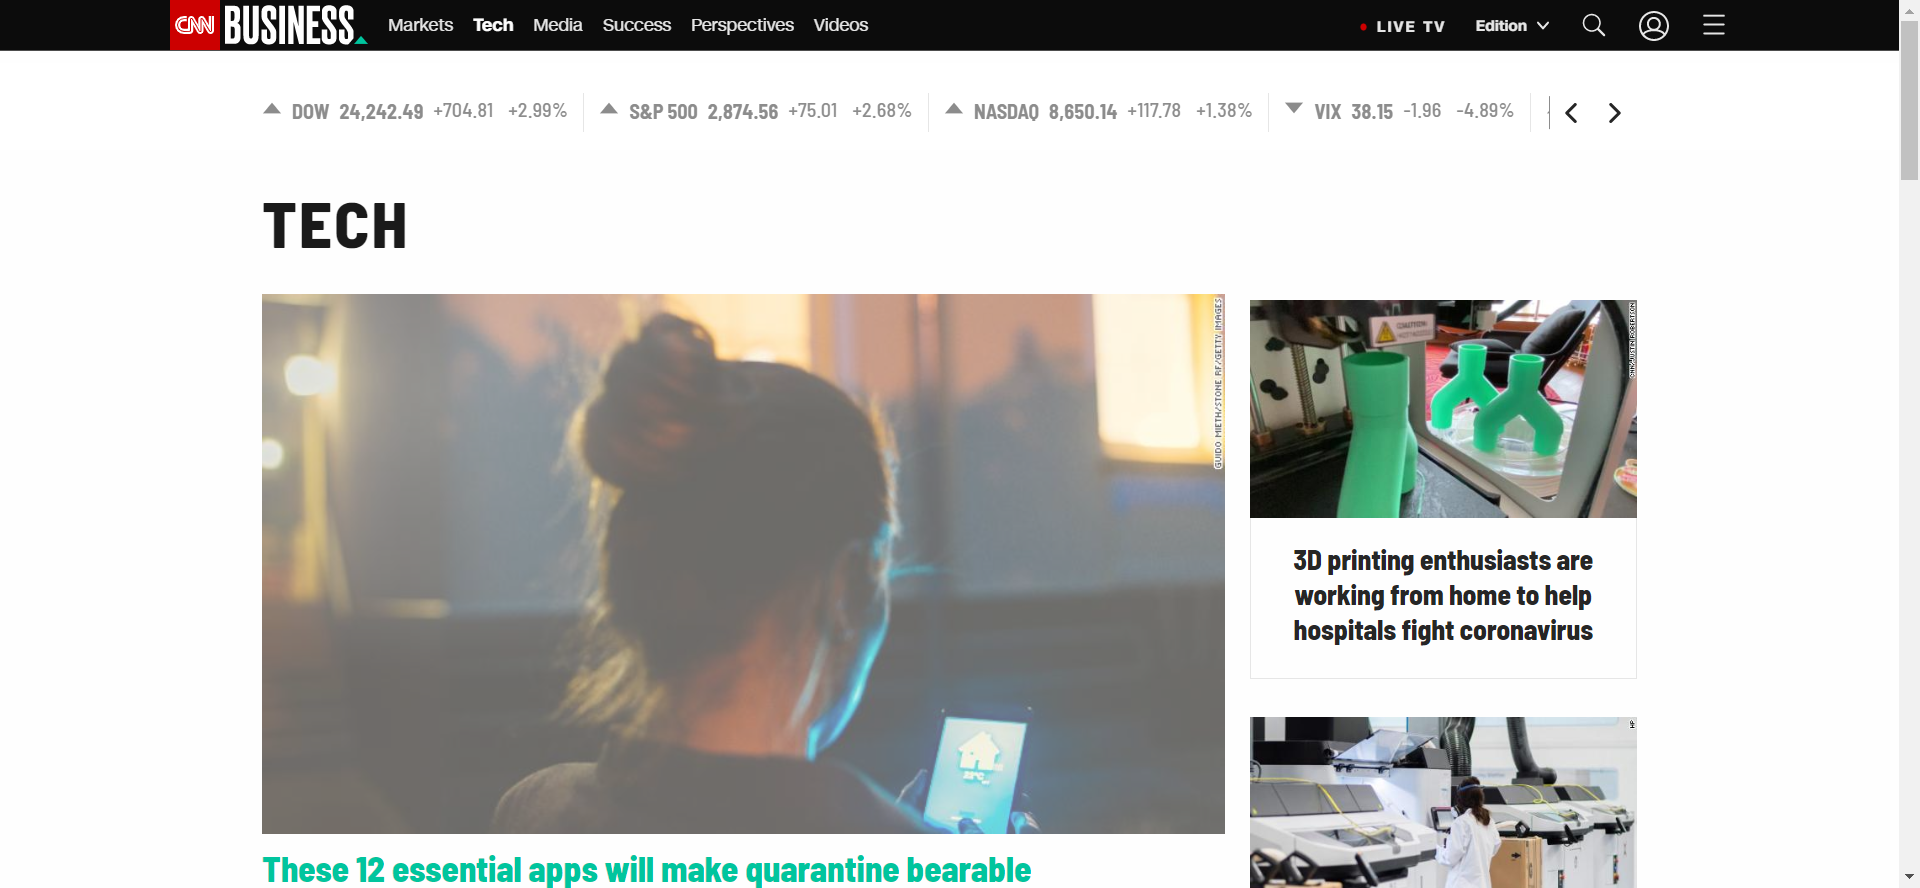 CNN BUSINESS Markets Tech Media Success Perspectives Videos LIVE TV Edition
DOW 24,242.49 +704.81 +2.99% S&P 500 2,874.56 +75.01 +2.68% NASDAQ 8,650.14 +117.78 +1.38% VIX 38.15 -1.96 -4.89%
TECH
GUIDO MIETH/STONE RF/GETTY IMAGES
These 12 essential apps will make quarantine bearable
CAUTION
3D printing enthusiasts are
working from home to help
hospitals fight coronavirus
HP